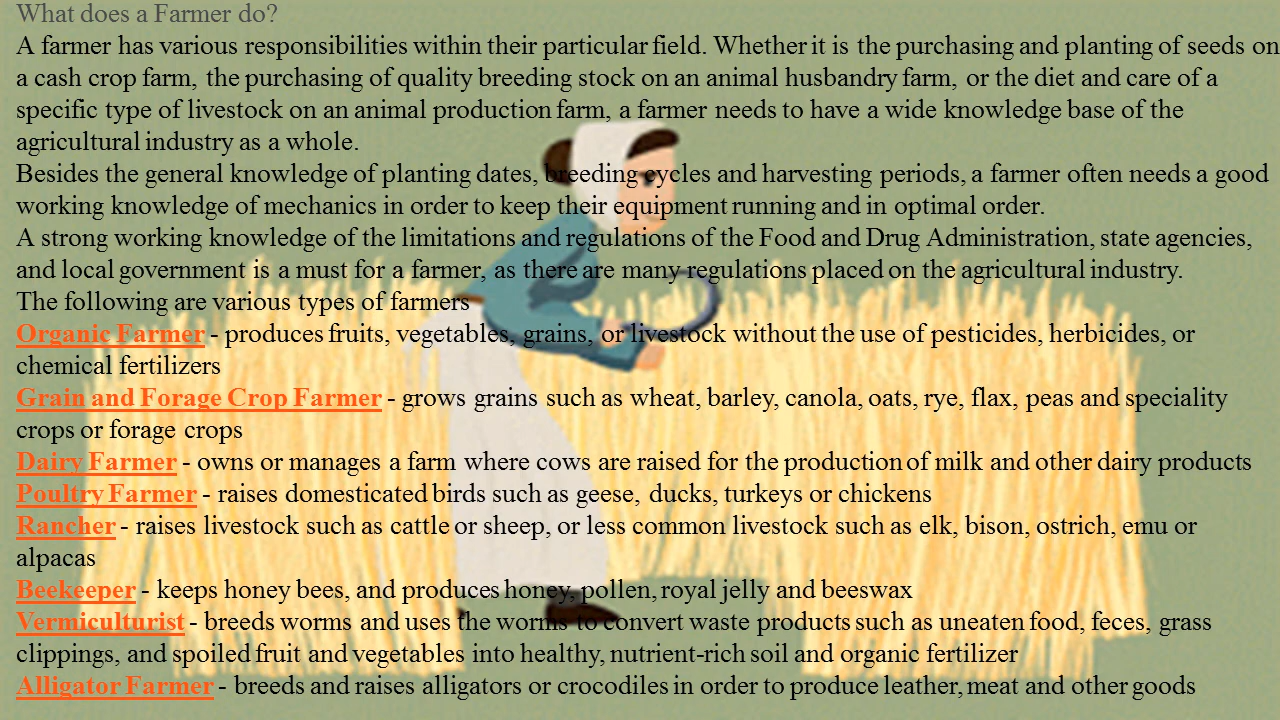 What does a Farmer do?
A farmer has various responsibilities within their particular field. Whether it is the purchasing and planting of seeds on
a cash crop farm, the purchasing of quality breeding stock on an animal husbandry farm, or the diet and care of a
specific type of livestock on an animal production farm, a farmer needs to have a wide knowledge base of the
agricultural industry as a whole.
Besides the general knowledge of planting dates, breeding cycles and harvesting periods, a farmer often needs a good
working knowledge of mechanics in order to keep their equipment running and in optimal order.
A strong working knowledge of the limitations and regulations of the Food and Drug Administration, state agencies,
and local government is a must for a farmer, as there are many regulations placed on the agricultural industry.
The following are various types of farmers
Organic Farmer - produces fruits, vegetables, grains, or livestock without the use of pesticides, herbicides, or
chemical fertilizers
Grain and Forage Crop Farmer - grows grains such as wheat, barley, canola, oats, rye, flax, peas and speciality
crops or forage crops
Dairy Farmer - owns or manages a farm where cows are raised for the production of milk and other dairy products
Poultry Farmer - raises domesticated birds such as geese, ducks, turkeys or chickens
Rancher - raises livestock such as cattle or sheep, or less common livestock such as elk, bison, ostrich, emu or
alpacas
Beekeeper - keeps honey bees, and produces honey, pollen, royal jelly and beeswax
Vermiculturist - breeds worms and uses the worms to convert waste products such as uneaten food, feces, grass
clippings, and spoiled fruit and vegetables into healthy, nutrient-rich soil and organic fertilizer
Alligator Farmer - breeds and raises alligators or crocodiles in order to produce leather, meat and other goods